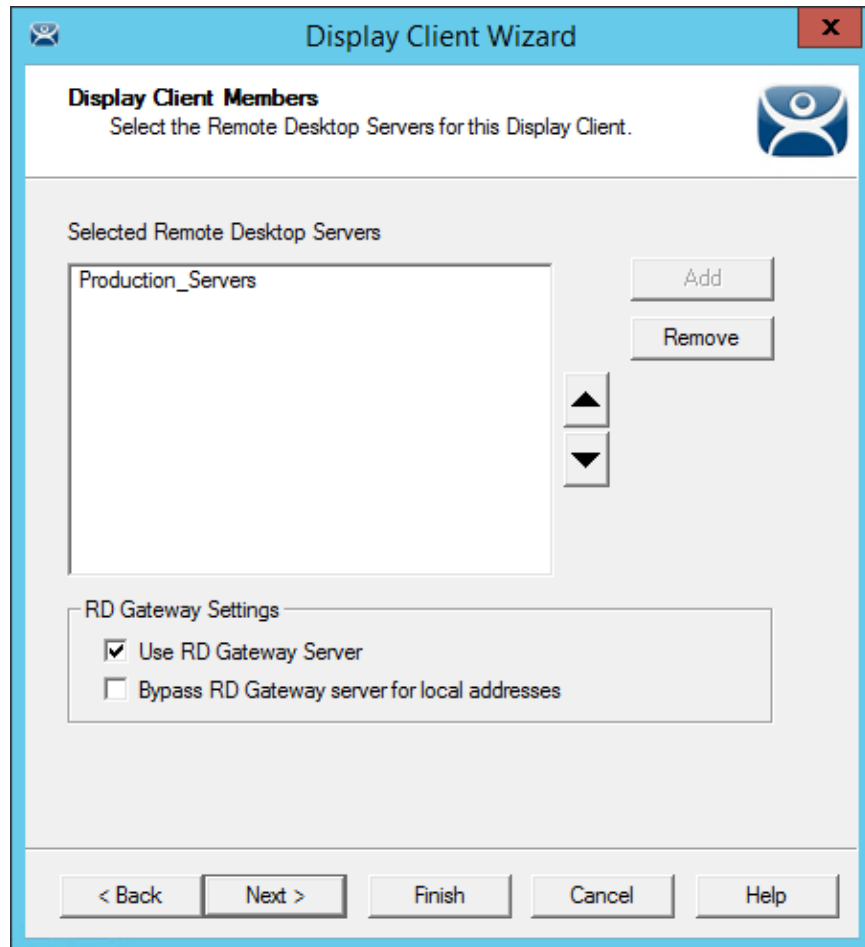 Display Client Wizard
x
Display Client Members
Select the Remote Desktop Servers for this Display Client.
Selected Remote Desktop Servers
Production_Servers
Add
Remove
RD Gateway Settings
Use RD Gateway Server
Bypass RD Gateway server for local addresses
< Back
Next >
Finish
Cancel
Help